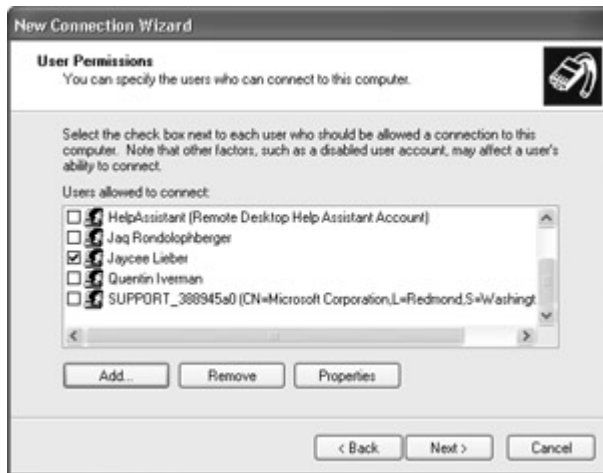 New Connection Wizard
User Permissions
You can specify the users who can connect to this computer.
Select the check box next to each user who should be allowed a connection to this
computer. Note that other factors, such as a disabled user account, may affect a user's
ability to connect.
Users allowed to connect:
HelpAssistant (Remote Desktop Help Assistant Account)
Jaq Rondolophberger
Jaycee Lieber
Quentin Iverman
SUPPORT_388945a0 (CN=Microsoft Corporation,L=Redmond,S=Washingt
Add...
Remove
Properties
< Back
Next >
Cancel